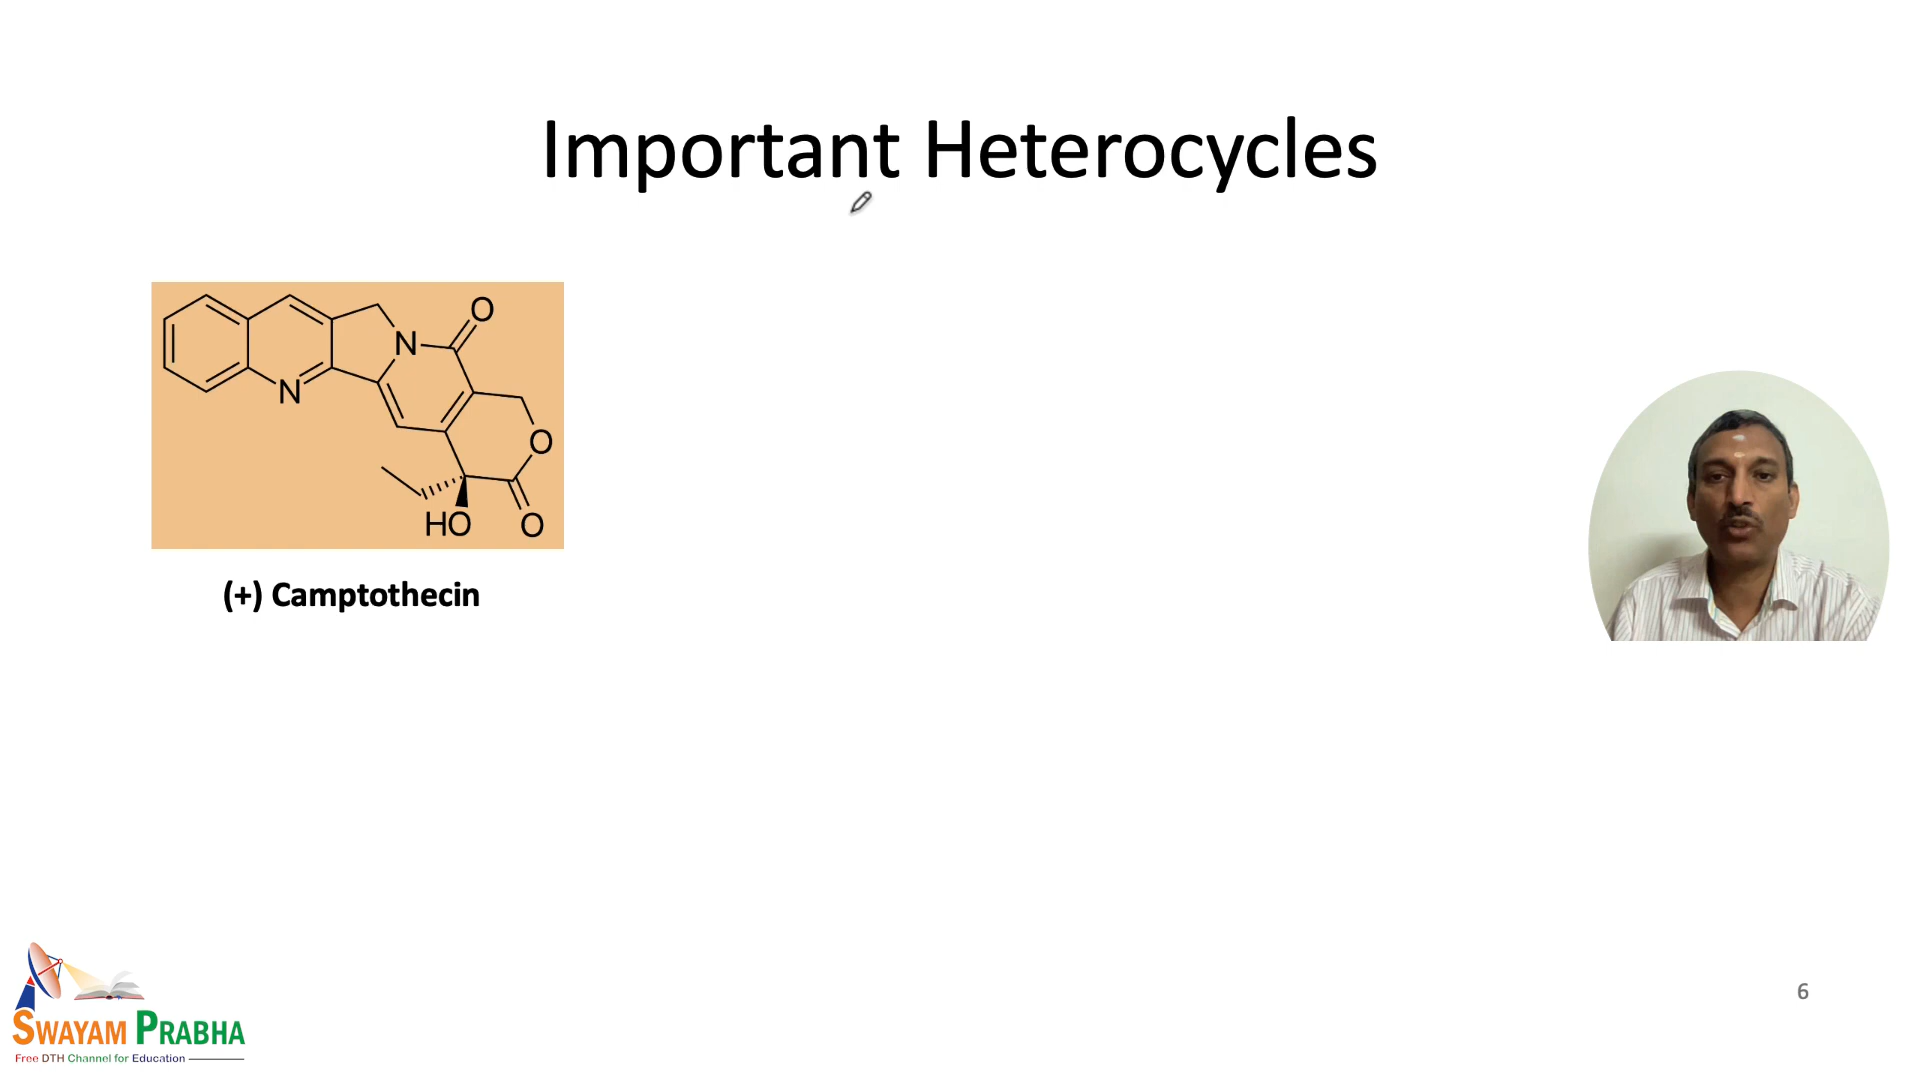 Important Heterocycles
O
N
N
O
HO
O
(+) Camptothecin
6
SWAYAM PRABHA
Free DTH Channel for Education